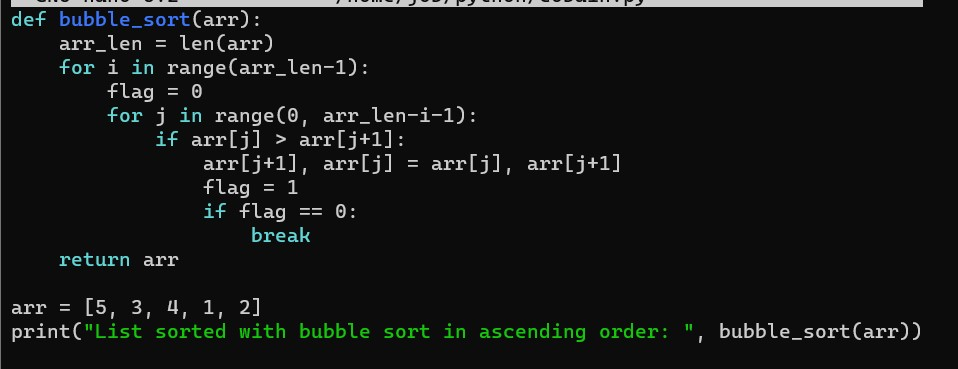 def bubble_sort(arr):
    arr_len = len(arr)
    for i in range(arr_len-1):
        flag = 0
        for j in range(0, arr_len-i-1):
            if arr[j] > arr[j+1]:
                arr[j+1], arr[j] = arr[j], arr[j+1]
                flag = 1
                if flag == 0:
                    break
    return arr

arr = [5, 3, 4, 1, 2]
print("List sorted with bubble sort in ascending order: ", bubble_sort(arr))